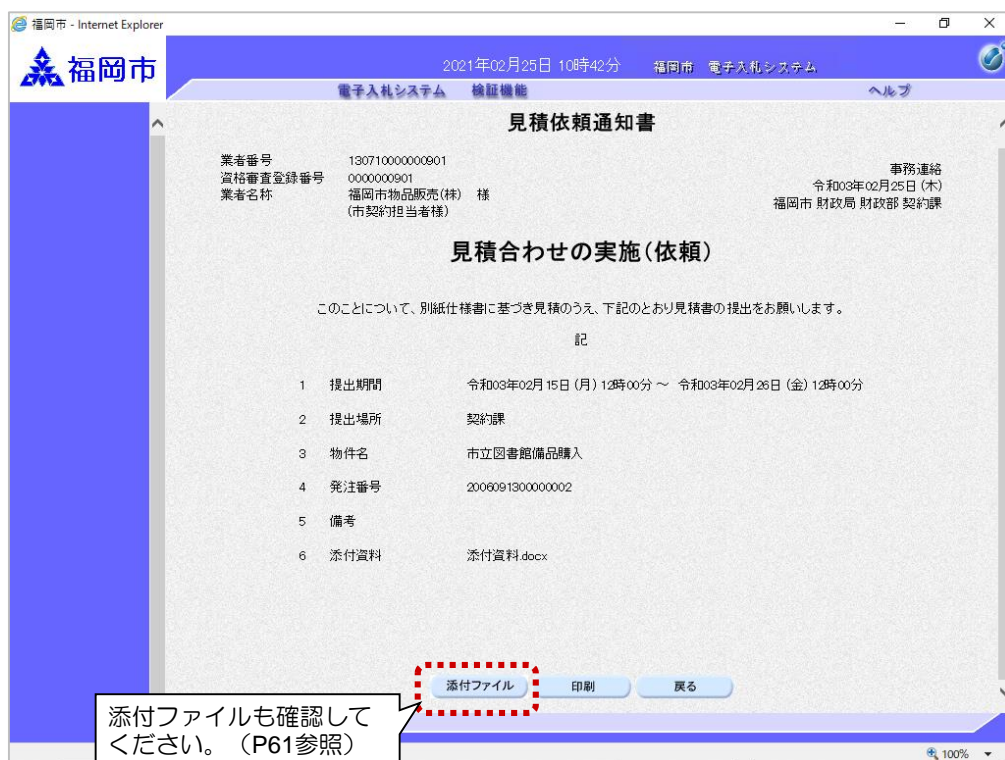 福岡市 - Internet Explorer
福岡市
2021年02月25日 10時42分 福岡市 電子入札システム
電子入札システム 検証機能 ヘルプ
見積依頼通知書
業者番号 130710000000901
資格審査登録番号 0000000901
業者名称 福岡市物品販売(株) 様
(市契約担当者様)
事務連絡
令和03年02月25日(木)
福岡市 財政局 財政部 契約課
見積合わせの実施(依頼)
このことについて、別紙仕様書に基づき見積のうえ、下記のとおり見積書の提出をお願いします。
記
1 提出期間 令和03年02月15日(月)12時00分 ~ 令和03年02月26日(金)12時00分
2 提出場所 契約課
3 物件名 市立図書館備品購入
4 発注番号 2006091300000002
5 備考
6 添付資料 添付資料.docx
添付ファイル 印刷 戻る
添付ファイルも確認して
ください。(P61参照)
100%